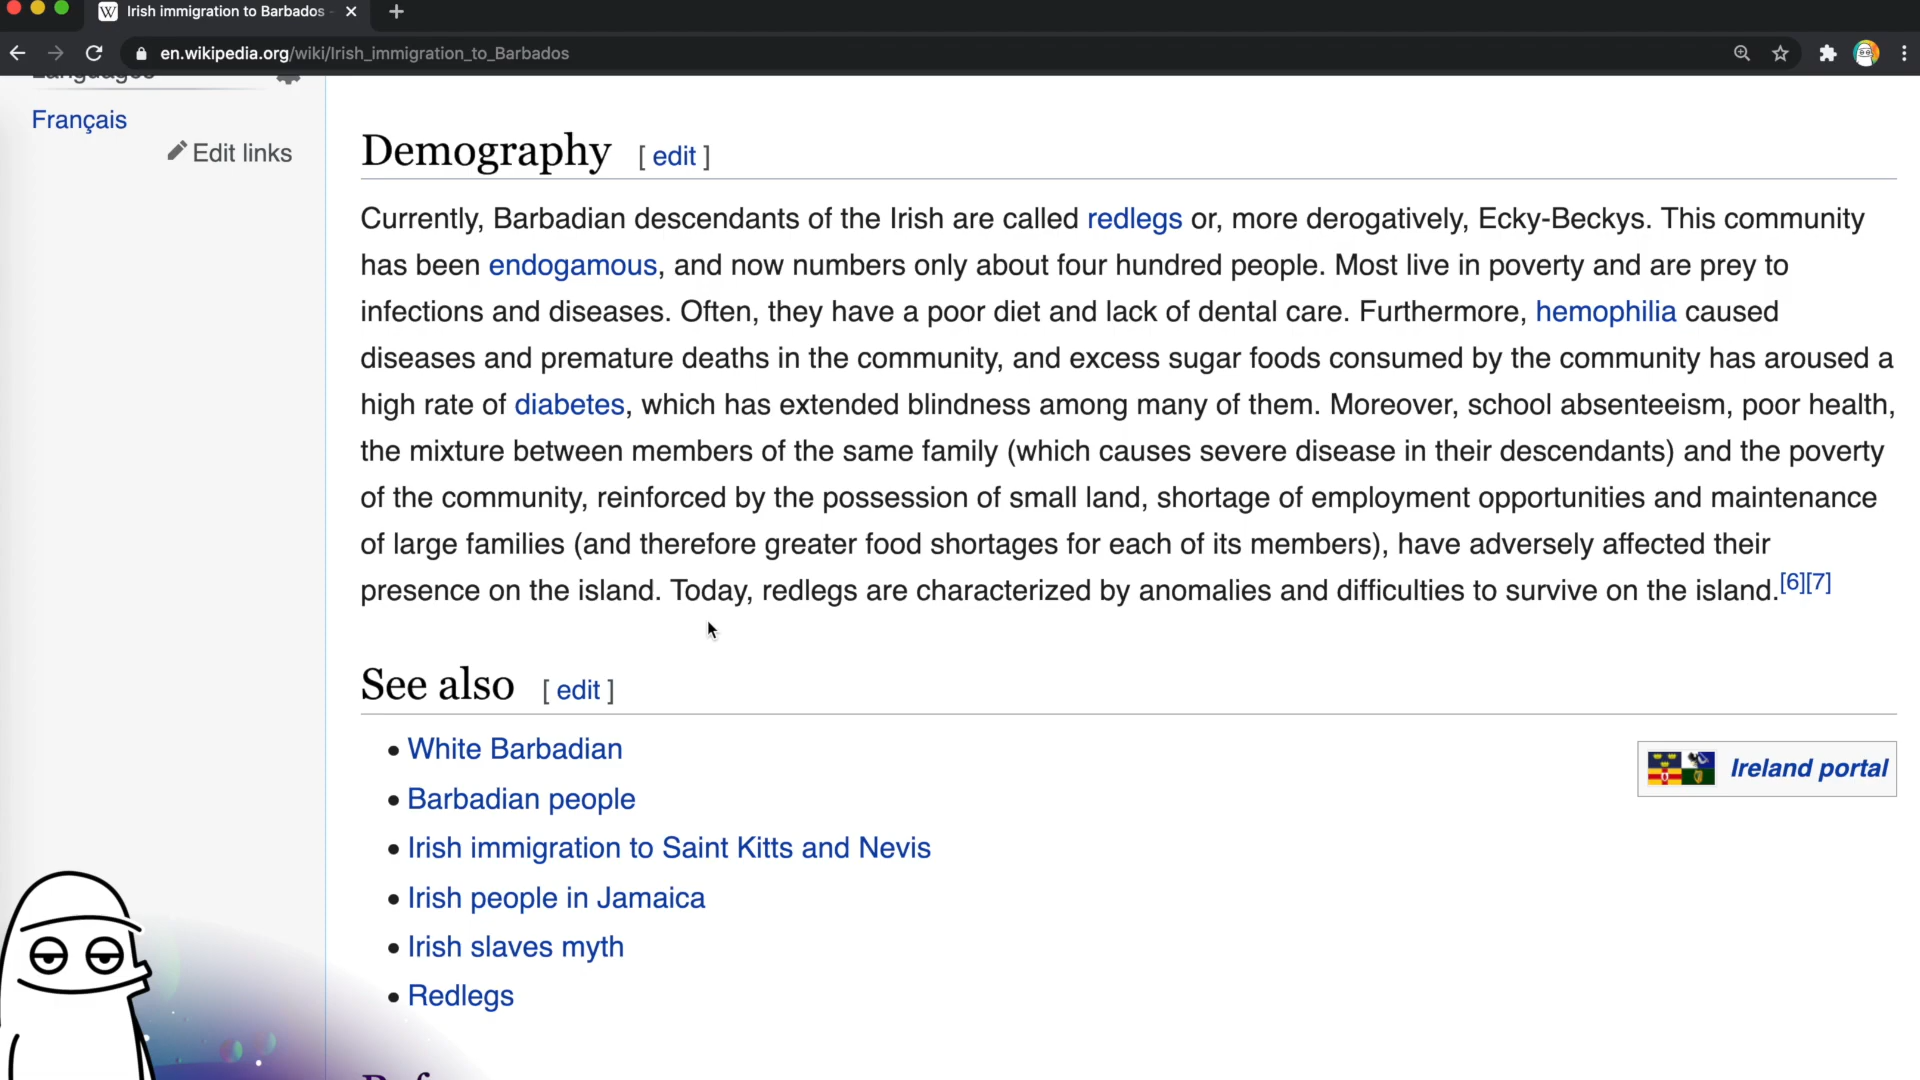 Irish immigration to Barbados
en.wikipedia.org/wiki/Irish_immigration_to_Barbados
Languages
Français
Edit links
Demography [ edit ]
Currently, Barbadian descendants of the Irish are called redlegs or, more derogatively, Ecky-Beckys. This community
has been endogamous, and now numbers only about four hundred people. Most live in poverty and are prey to
infections and diseases. Often, they have a poor diet and lack of dental care. Furthermore, hemophilia caused
diseases and premature deaths in the community, and excess sugar foods consumed by the community has aroused a
high rate of diabetes, which has extended blindness among many of them. Moreover, school absenteeism, poor health,
the mixture between members of the same family (which causes severe disease in their descendants) and the poverty
of the community, reinforced by the possession of small land, shortage of employment opportunities and maintenance
of large families (and therefore greater food shortages for each of its members), have adversely affected their
presence on the island. Today, redlegs are characterized by anomalies and difficulties to survive on the island.[6][7]
See also [ edit ]
• White Barbadian
• Barbadian people
• Irish immigration to Saint Kitts and Nevis
• Irish people in Jamaica
• Irish slaves myth
• Redlegs
Ireland portal